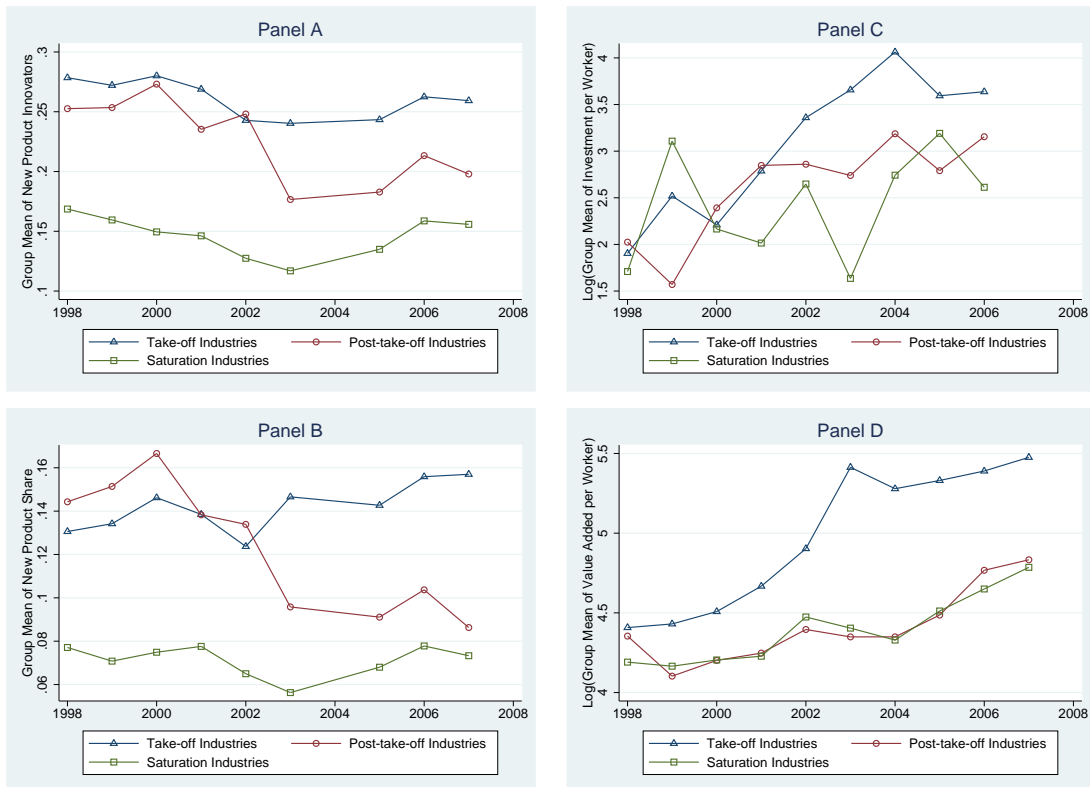 Panel A
Group Mean of New Product Innovators
.3
.25
.2
.15
.1
1998 2000 2002 2004 2006 2008
Take-off Industries Post-take-off Industries
Saturation Industries
Panel C
Log(Group Mean of Investment per Worker)
4
3.5
3
2.5
2
1.5
1998 2000 2002 2004 2006 2008
Take-off Industries Post-take-off Industries
Saturation Industries
Panel B
Group Mean of New Product Share
.16
.14
.12
.1
.08
.06
1998 2000 2002 2004 2006 2008
Take-off Industries Post-take-off Industries
Saturation Industries
Panel D
Log(Group Mean of Value Added per Worker)
5.5
5
4.5
4
1998 2000 2002 2004 2006 2008
Take-off Industries Post-take-off Industries
Saturation Industries